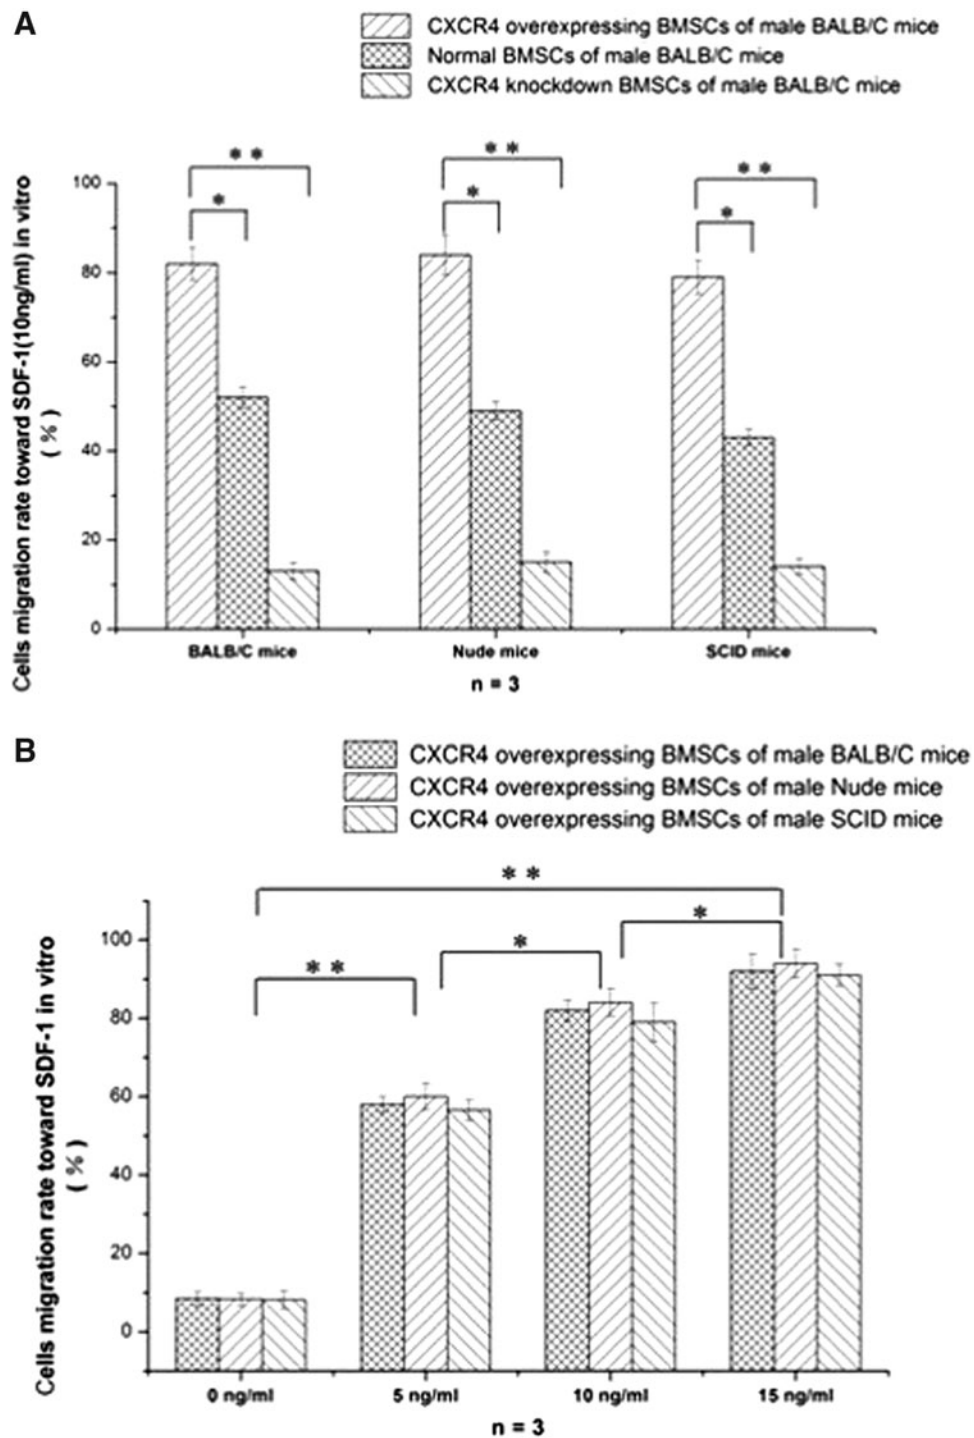 A
CXCR4 overexpressing BMSCs of male BALB/C mice
Normal BMSCs of male BALB/C mice
CXCR4 knockdown BMSCs of male BALB/C mice
Cells migration rate toward SDF-1(10ng/ml) in vitro
( % )
100
80
60
40
20
0
* *
*
* *
*
* *
*
BALB/C mice
Nude mice
SCID mice
n = 3
B
CXCR4 overexpressing BMSCs of male BALB/C mice
CXCR4 overexpressing BMSCs of male Nude mice
CXCR4 overexpressing BMSCs of male SCID mice
Cells migration rate toward SDF-1 in vitro
( % )
100
80
60
40
20
0
* *
* *
*
*
0 ng/ml
5 ng/ml
10 ng/ml
15 ng/ml
n = 3